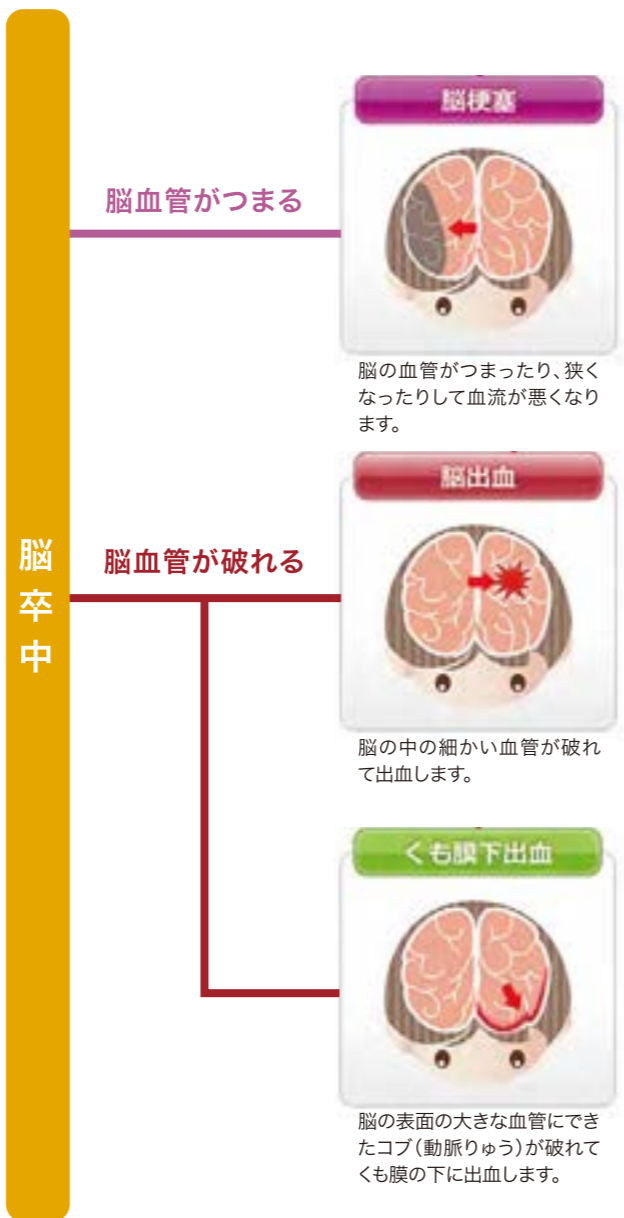 脳卒中
脳血管がつまる
脳梗塞
脳の血管がつまったり、狭く
なったりして血流が悪くなり
ます。
脳血管が破れる
脳出血
脳の中の細かい血管が破れ
て出血します。
くも膜下出血
脳の表面の大きな血管にでき
たコブ（動脈りゅう）が破れて
くも膜の下に出血します。